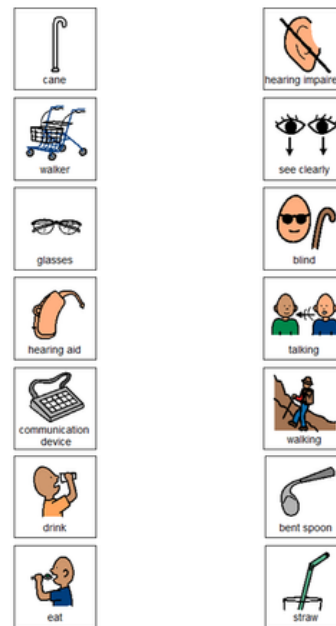 cane
hearing impaire
walker
see clearly
glasses
blind
hearing aid
talking
communication
device
walking
drink
bent spoon
eat
straw